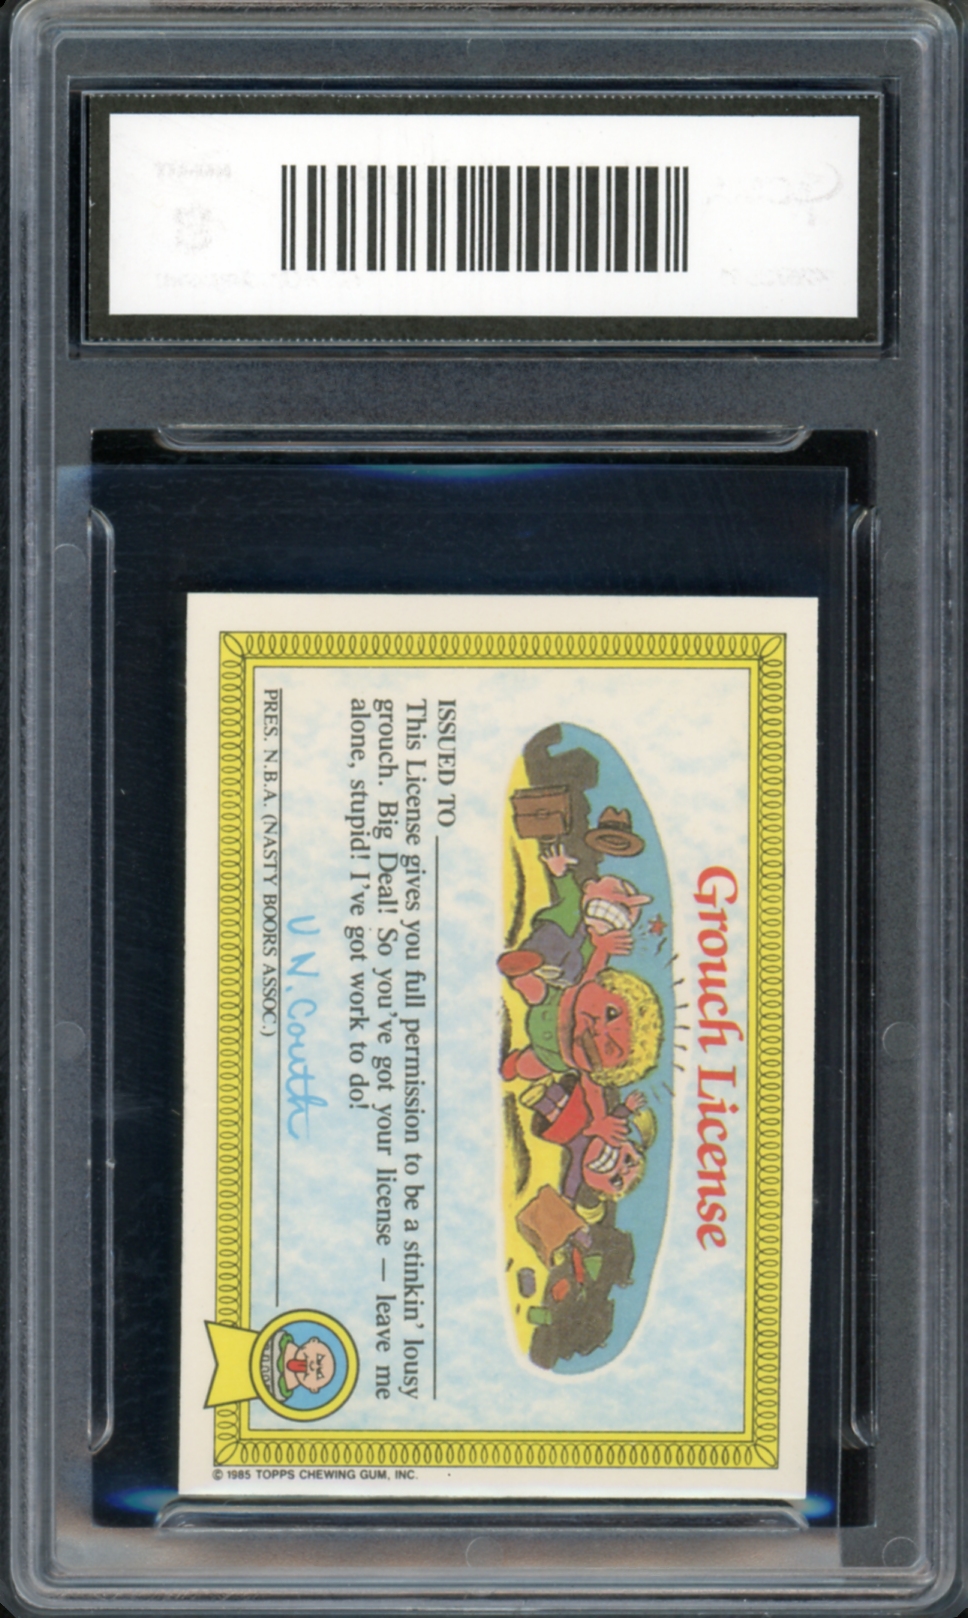 Grouch License
ISSUED TO
This License gives you full permission to be a stinkin' lousy
grouch. Big Deal! So you've got your license — leave me
alone, stupid! I've got work to do!
U N. Couth
PRES. N.B.A. (NASTY BOORS ASSOC.)
© 1985 TOPPS CHEWING GUM, INC.